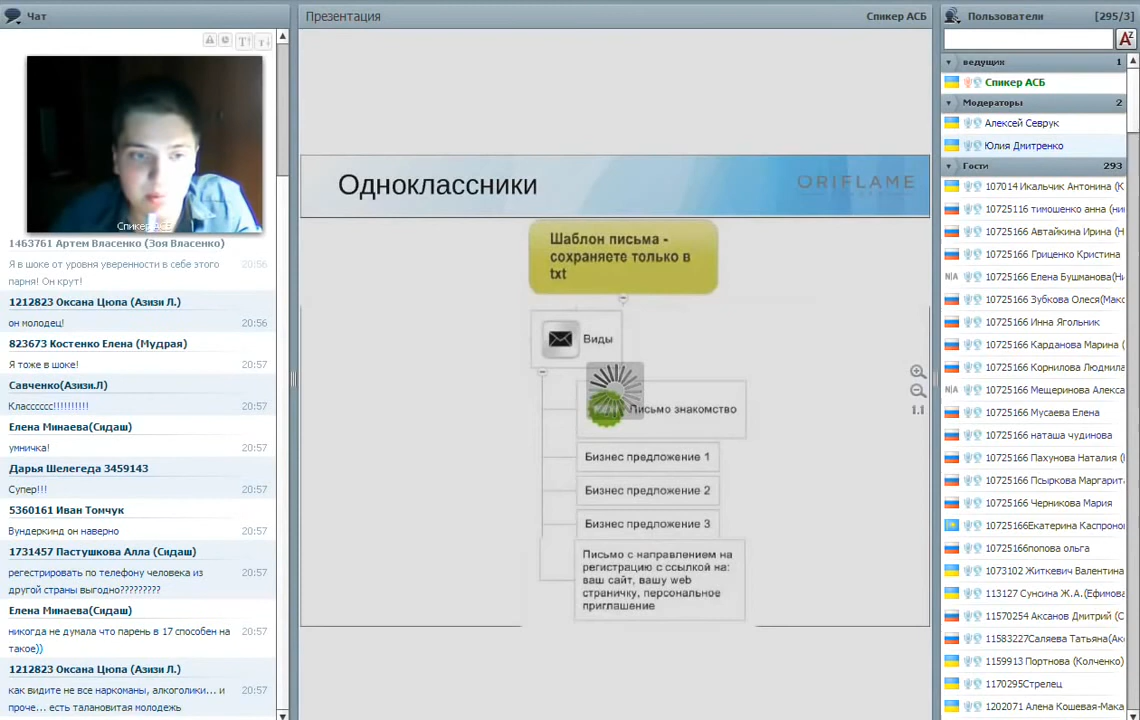 Чат
Т↑
т↓
Спикер АСБ
1463761 Артем Власенко (Зоя Власенко)
Я в шоке от уровня уверенности в себе этого 20:56
парня! Он крут!
1212823 Оксана Цюпа (Азизи Л.)
он молодец! 20:56
823673 Костенко Елена (Мудрая)
Я тоже в шоке! 20:57
Савченко(Азизи.Л)
Класссссс!!!!!!!!!! 20:57
Елена Минаева(Сидаш)
умничка! 20:57
Дарья Шелегеда 3459143
Супер!!! 20:57
5360161 Иван Томчук
Вундеркинд он наверно 20:57
1731457 Пастушкова Алла (Сидаш)
регестрировать по телефону человека из 20:57
другой страны выгодно?????????
Елена Минаева(Сидаш)
никогда не думала что парень в 17 способен на 20:57
такое))
1212823 Оксана Цюпа (Азизи Л.)
как видите не все наркоманы, алкоголики... и 20:57
проче... есть талановитая молодежь
Презентация Спикер АСБ
Одноклассники
ORIFLAME
Шаблон письма -
сохраняете только в
txt
Виды
Письмо знакомство
Бизнес предложение 1
Бизнес предложение 2
Бизнес предложение 3
Письмо с направлением на
регистрацию с ссылкой на:
ваш сайт, вашу web
страничку, персональное
приглашение
1.1
Пользователи [295/3]
AZ
ведущих 1
Спикер АСБ
Модераторы 2
Алексей Севрук
Юлия Дмитренко
Гости 293
107014 Икальчик Антонина (К
10725116 тимошенко анна (ни
10725166 Автайкина Ирина (Н
10725166 Гриценко Кристина
N/A 10725166 Елена Бушманова(Ни
10725166 Зубкова Олеся(Макс
10725166 Инна Ягольник
10725166 Карданова Марина (
10725166 Корнилова Людмила
N/A 10725166 Мещеринова Алекса
10725166 Мусаева Елена
10725166 наташа чудинова
10725166 Пахунова Наталия (
10725166 Псыркова Маргарита
10725166 Черникова Мария
10725166Екатерина Каспроно
10725166попова ольга
1073102 Житкевич Валентина
113127 Сунсина Ж.А.(Ефимова
11570254 Аксанов Дмитрий (С
11583227Саляева Татьяна(Акс
1159913 Портнова (Колченко)
1170295Стрелец
1202071 Алена Кошевая-Мака